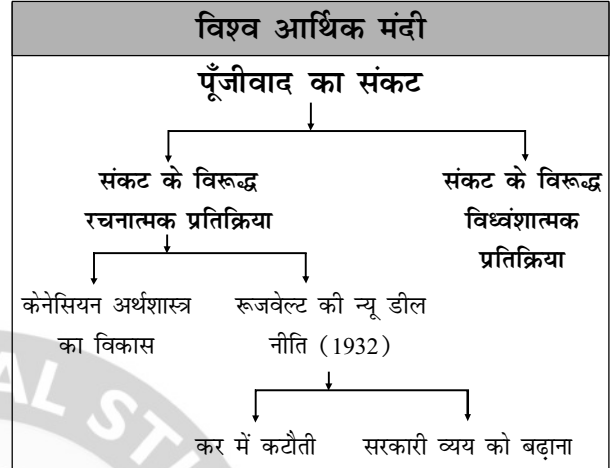 विश्व आर्थिक मंदी
पूँजीवाद का संकट
संकट के विरूद्ध
रचनात्मक प्रतिक्रिया
संकट के विरूद्ध
विध्वंशात्मक
प्रतिक्रिया
केनेसियन अर्थशास्त्र
का विकास
रूजवेल्ट की न्यू डील
नीति (1932)
कर में कटौती
सरकारी व्यय को बढ़ाना